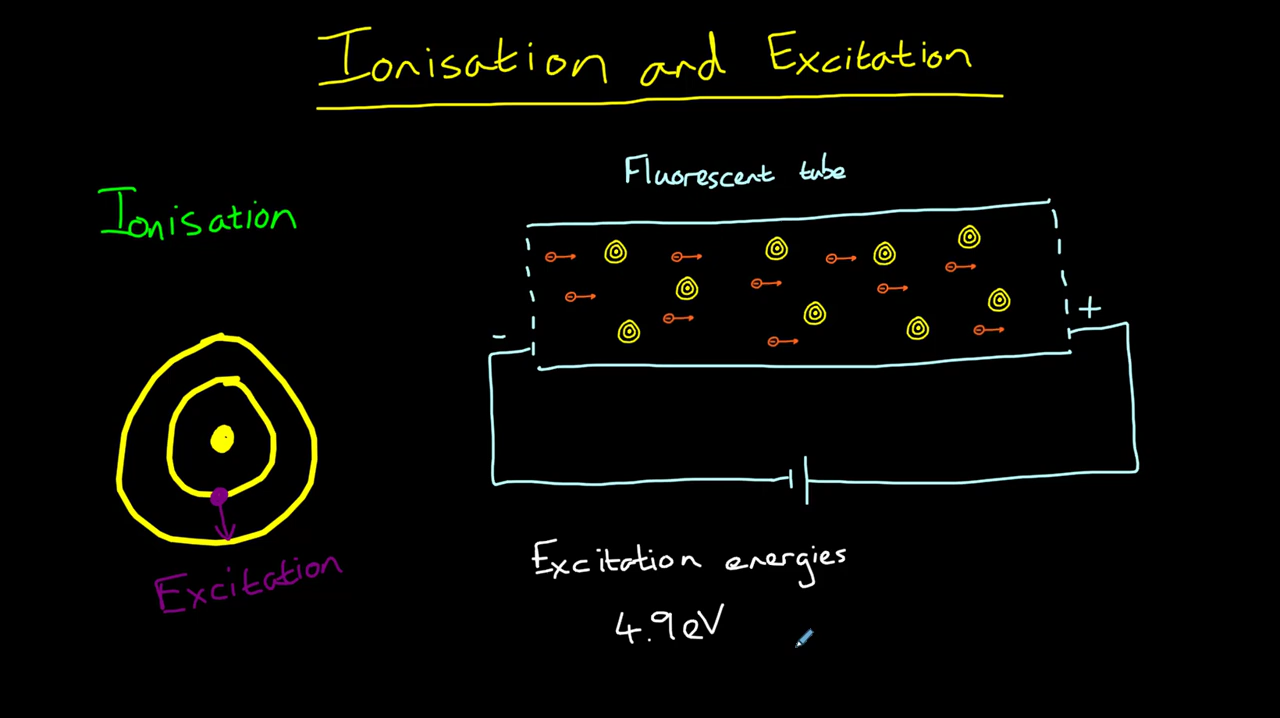 Ionisation and Excitation
Fluorescent tube
Ionisation
+
-
Excitation energies
Excitation
4.9eV